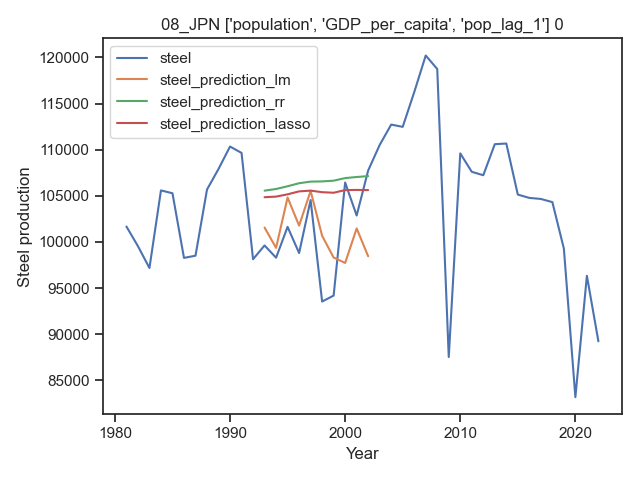 08_JPN ['population', 'GDP_per_capita', 'pop_lag_1'] 0
steel
steel_prediction_lm
steel_prediction_rr
steel_prediction_lasso
Steel production
120000
115000
110000
105000
100000
95000
90000
85000
1980
1990
2000
2010
2020
Year